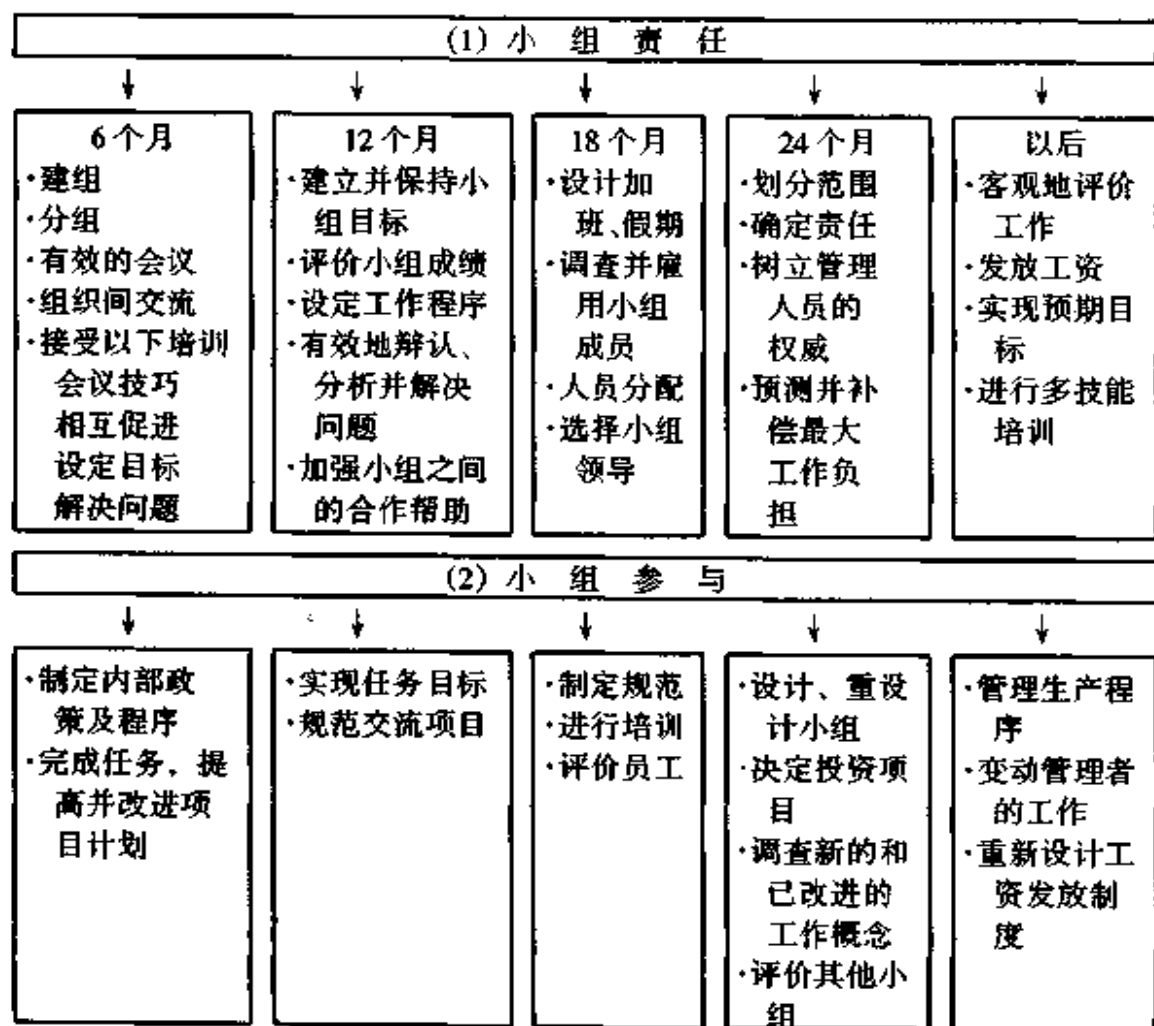 (1) 小 组 责 任
6个月
·建组
·分组
·有效的会议
·组织间交流
·接受以下培训
会议技巧
相互促进
设定目标
解决问题
12个月
·建立并保持小
组目标
·评价小组成绩
·设定工作程序
·有效地辩认、
分析并解决
问题
·加强小组之间
的合作帮助
18个月
·设计加
班、假期
·调查并雇
用小组
成员
·人员分配
·选择小组
领导
24个月
·划分范围
·确定责任
·树立管理
人员的
权威
·预测并补
偿最大
工作负
担
以后
·客观地评价
工作
·发放工资
·实现预期目
标
·进行多技能
培训
(2) 小 组 参 与
·制定内部政
策及程序
·完成任务，提
高并改进项
目计划
·实现任务目标
·规范交流项目
·制定规范
·进行培训
·评价员工
·设计、重设
计小组
·决定投资项
目
·调查新的和
已改进的
工作概念
·评价其他小
组
·管理生产程
序
·变动管理者
的工作
·重新设计工
资发放制
度